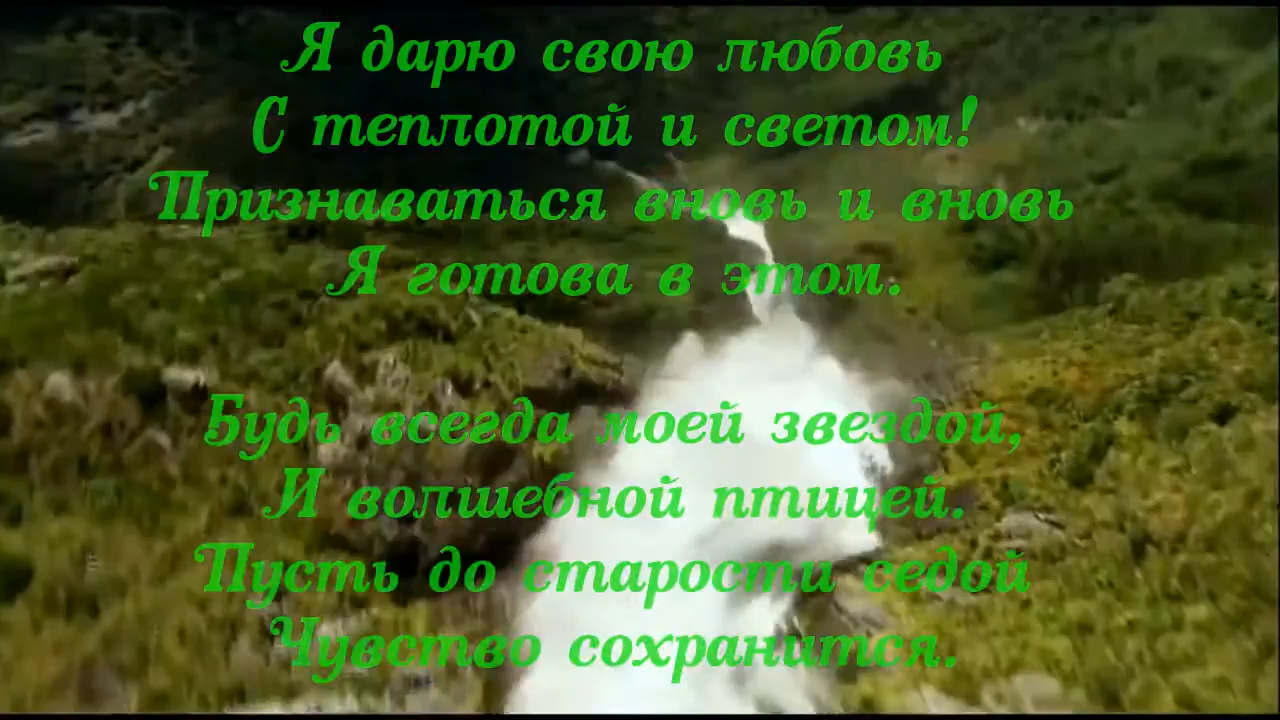 Я дарю свою любовь
С теплотой и светом!
Признаваться вновь и вновь
Я готова в этом.
Будь всегда моей звездой,
И волшебной птицей.
Пусть до старости седой
Чувство сохранится.